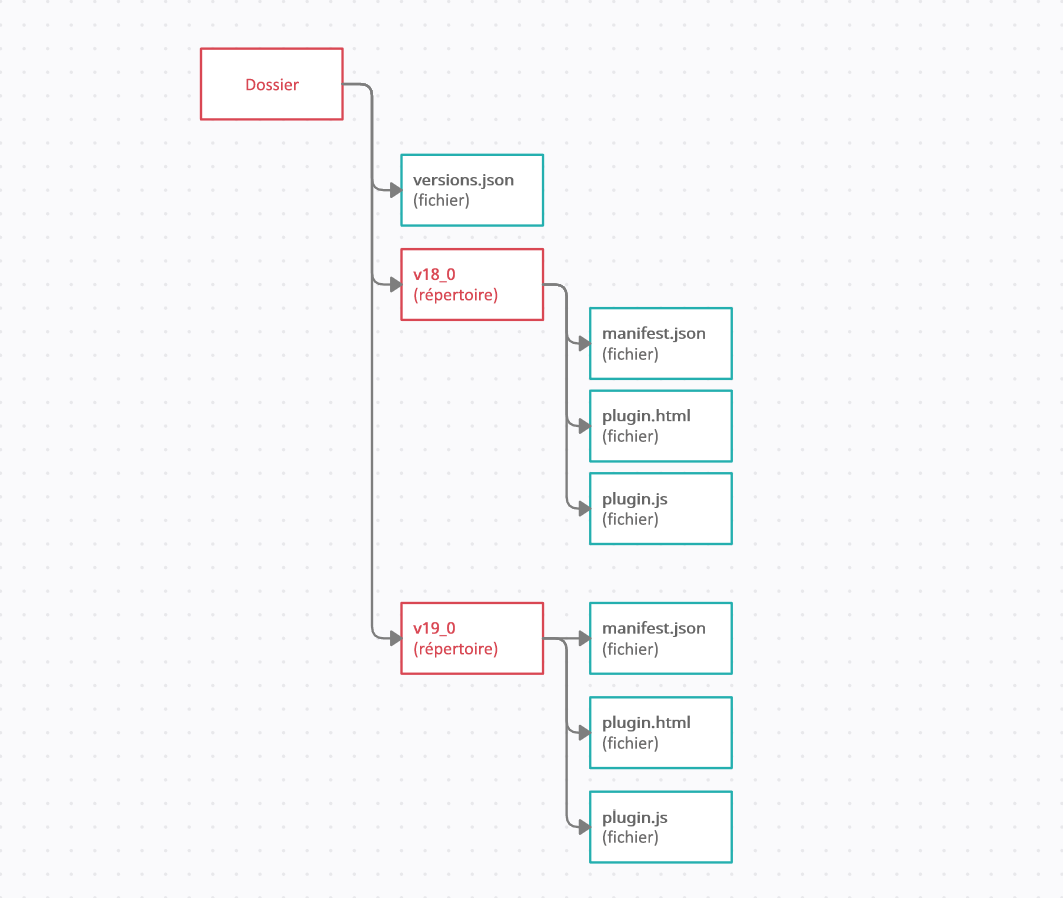 Dossier
versions.json
(fichier)
v18_0
(répertoire)
manifest.json
(fichier)
plugin.html
(fichier)
plugin.js
(fichier)
v19_0
(répertoire)
manifest.json
(fichier)
plugin.html
(fichier)
plugin.js
(fichier)